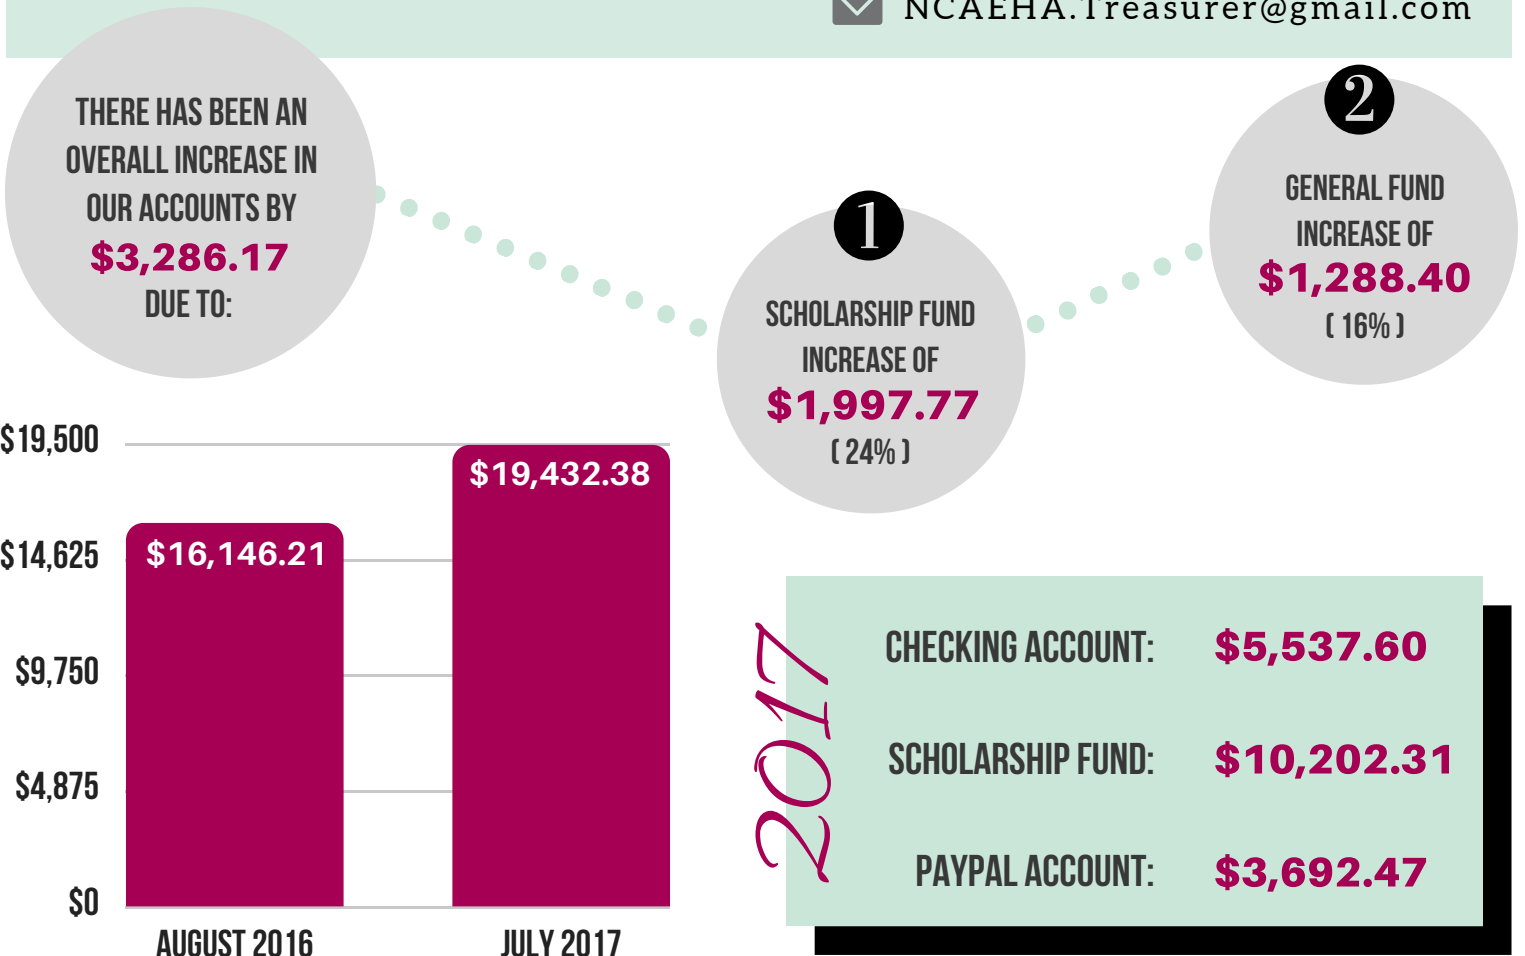 NCAEHA.Treasurer@gmail.com
THERE HAS BEEN AN
OVERALL INCREASE IN
OUR ACCOUNTS BY
$3,286.17
DUE TO:
1
SCHOLARSHIP FUND
INCREASE OF
$1,997.77
( 24% )
2
GENERAL FUND
INCREASE OF
$1,288.40
( 16% )
$19,500
$14,625
$9,750
$4,875
$0
$16,146.21
$19,432.38
AUGUST 2016
JULY 2017
2017
CHECKING ACCOUNT: $5,537.60
SCHOLARSHIP FUND: $10,202.31
PAYPAL ACCOUNT: $3,692.47